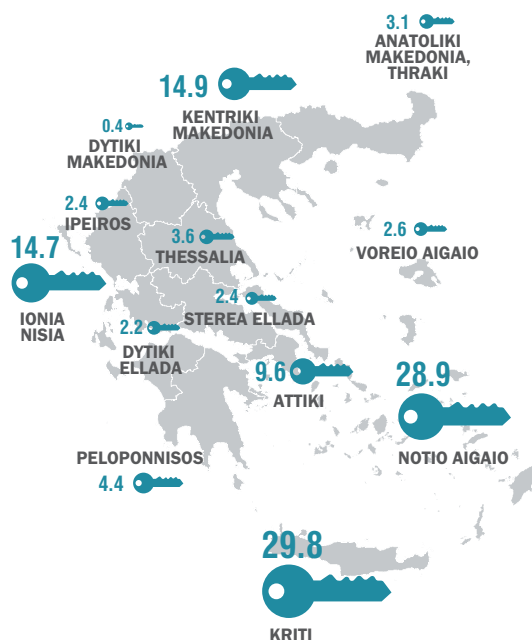 3.1
ANATOLIKI
MAKEDONIA,
THRAKI
14.9
KENTRIKI
MAKEDONIA
0.4
DYTIKI
MAKEDONIA
2.4
IPEIROS
3.6
THESSALIA
2.6
VOREIO AIGAIO
14.7
IONIA
NISIA
2.4
STEREA ELLADA
2.2
DYTIKI
ELLADA
9.6
ATTIKI
28.9
NOTIO AIGAIO
PELOPONNISOS
4.4
29.8
KRITI